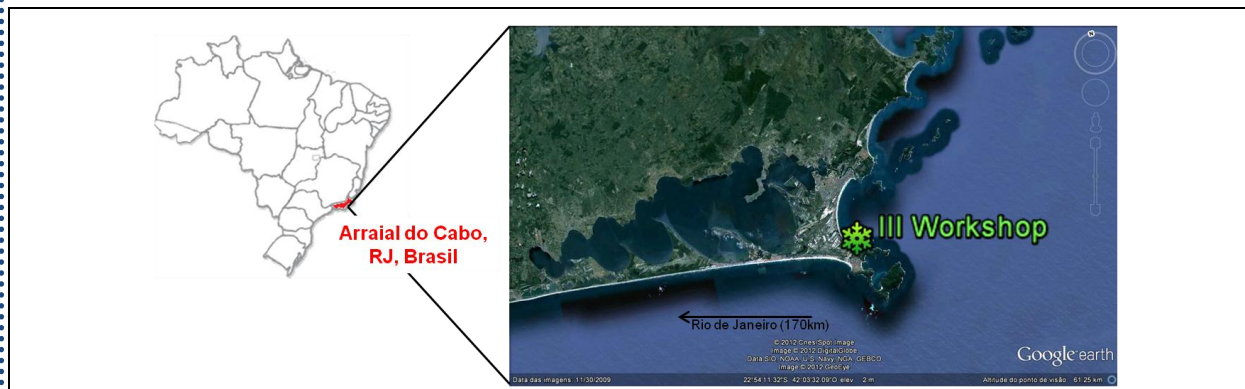 Arraial do Cabo,
RJ, Brasil
N
III Workshop
Rio de Janeiro (170km)
© 2012 Cnes/Spot Image
Image © 2012 DigitalGlobe
Data SIO, NOAA, U.S. Navy, NGA, GEBCO
Image © 2012 GeoEye
Google earth
Data das imagens 11/30/2009
22°54'11.32"S 42°03'32.09"O elev 2 m
Altitude do ponto de visão 61.25 km